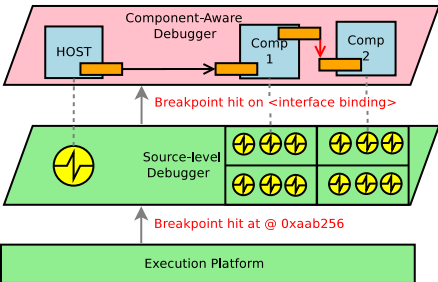 Component-Aware
Debugger
HOST
Comp
1
Comp
2
Breakpoint hit on <interface binding>
Source-level
Debugger
Breakpoint hit at @ 0xaab256
Execution Platform